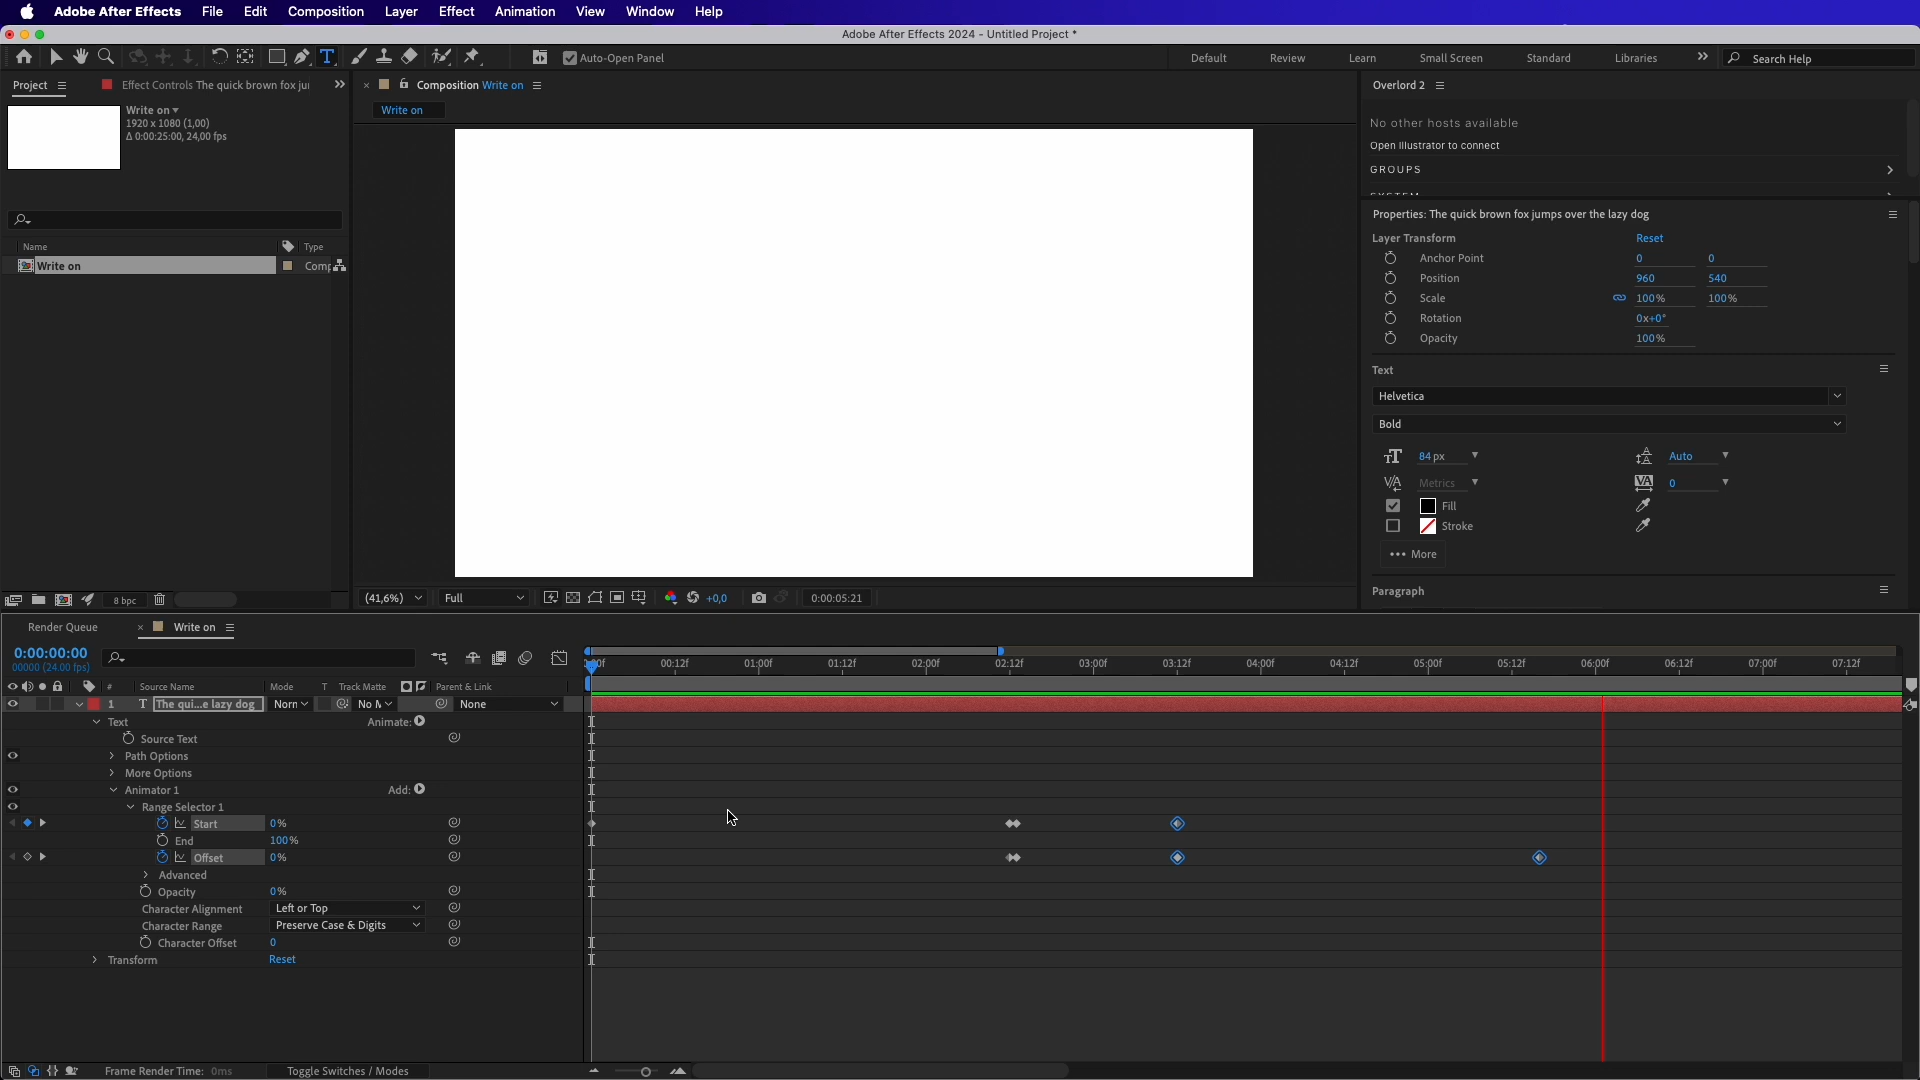 Adobe After Effects File Edit Composition Layer Effect Animation View Window Help
Adobe After Effects 2024 - Untitled Project *
Auto-Open Panel Default Review Learn Small Screen Standard Libraries Search Help
Project Effect Controls The quick brown fox ju
Composition Write on
Write on
Write on
1920 x 1080 (1,00)
Δ 0:00:25:00, 24,00 fps
Name Type
Write on Comp
8 bpc
(41,6%) Full +0,0 0:00:05:21
Overlord 2
No other hosts available
Open Illustrator to connect
GROUPS
SYSTEM
Properties: The quick brown fox jumps over the lazy dog
Layer Transform Reset
Anchor Point 0 0
Position 960 540
Scale 100% 100%
Rotation 0x+0°
Opacity 100%
Text
Helvetica
Bold
84 px Auto
Metrics 0
Fill
Stroke
••• More
Paragraph
Render Queue Write on
0:00:00:00
00000 (24.00 fps)
00:12f 01:00f 01:12f 02:00f 02:12f 03:00f 03:12f 04:00f 04:12f 05:00f 05:12f 06:00f 06:12f 07:00f 07:12f
# Source Name Mode T Track Matte Parent & Link
1 T The qui...e lazy dog Norn No M None
Text Animate:
Source Text
Path Options
More Options
Animator 1 Add:
Range Selector 1
Start 0%
End 100%
Offset 0%
Advanced
Opacity 0%
Character Alignment Left or Top
Character Range Preserve Case & Digits
Character Offset 0
Transform Reset
Frame Render Time: 0ms Toggle Switches / Modes